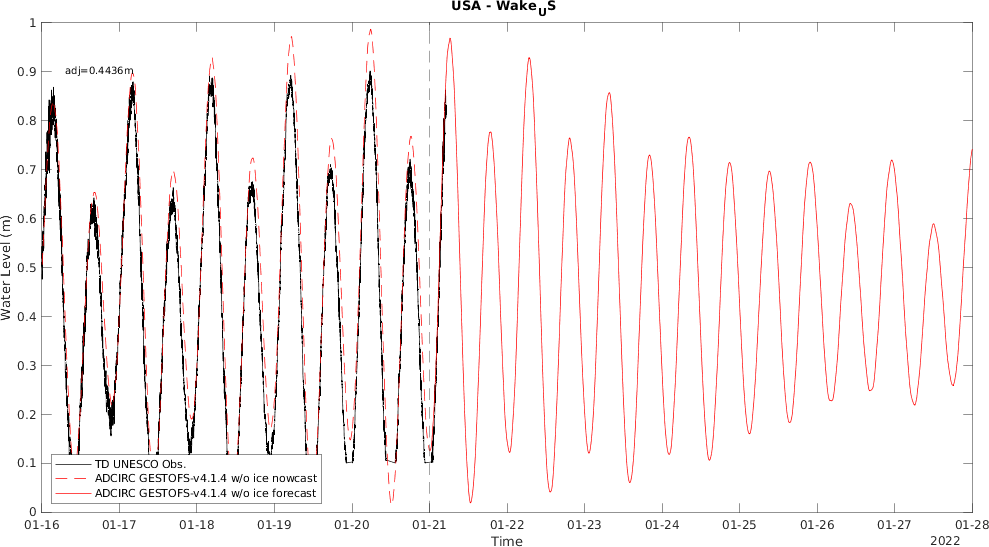 USA - Wake_US
1
0.9
0.8
0.7
0.6
0.5
0.4
0.3
0.2
0.1
0
Water Level (m)
adj=0.4436m
TD UNESCO Obs.
ADCIRC GESTOFS-v4.1.4 w/o ice nowcast
ADCIRC GESTOFS-v4.1.4 w/o ice forecast
01-16 01-17 01-18 01-19 01-20 01-21 01-22 01-23 01-24 01-25 01-26 01-27 01-28
Time
2022